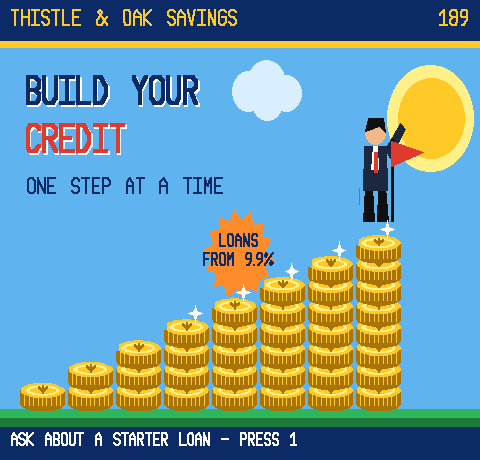 THISTLE & OAK SAVINGS 189
BUILD YOUR
CREDIT
ONE STEP AT A TIME
LOANS
FROM 9.9%
ASK ABOUT A STARTER LOAN - PRESS 1